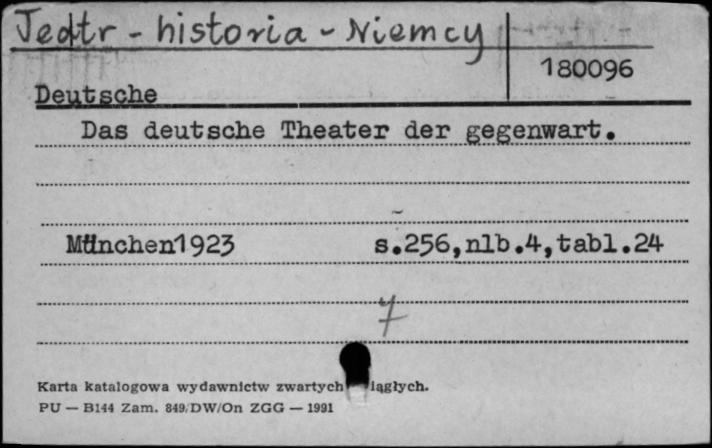 Teatr - historia - Niemcy
180096
Deutsche
Das deutsche Theater der gegenwart.
München1923 s.256,nlb.4,tabl.24
Karta katalogowa wydawnictw zwartych iągłych.
PU — B144 Zam. 849/DW/On ZGG — 1991